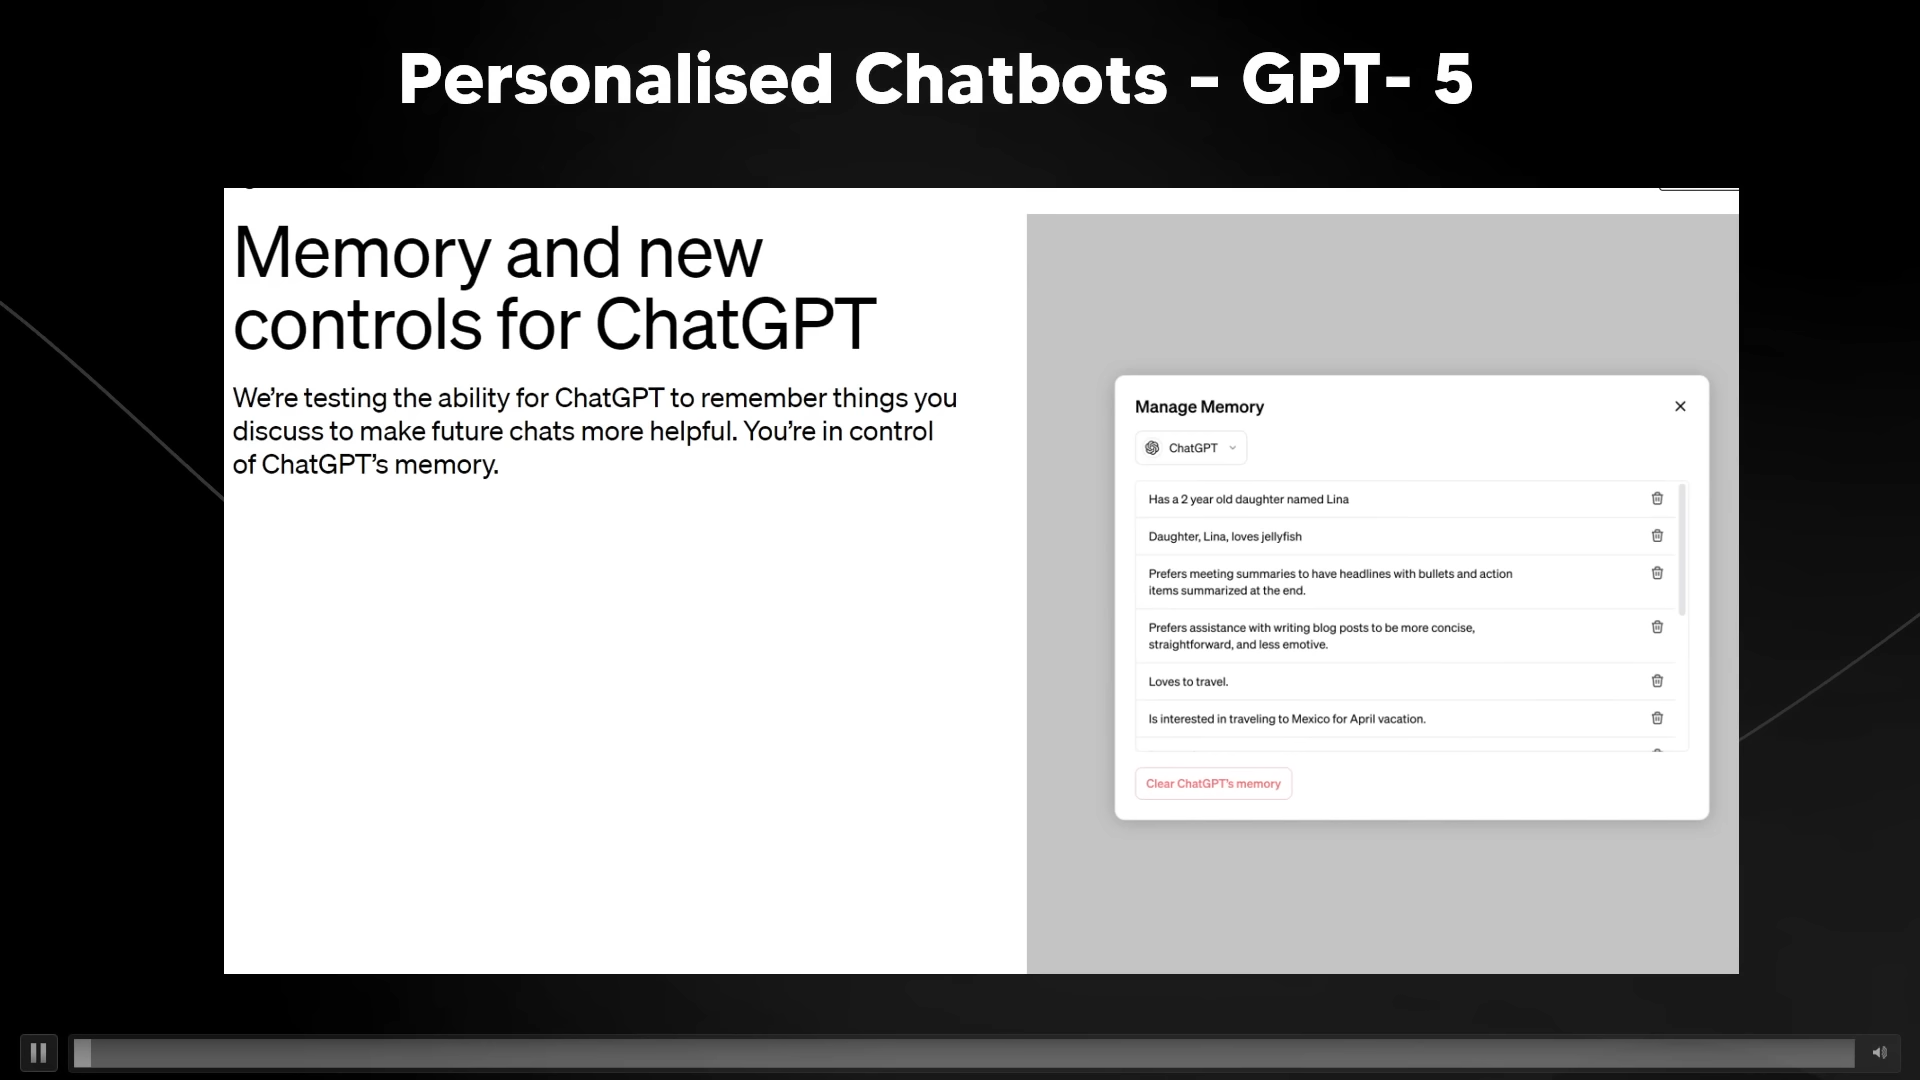 Personalised Chatbots - GPT- 5
Memory and new
controls for ChatGPT
We’re testing the ability for ChatGPT to remember things you
discuss to make future chats more helpful. You’re in control
of ChatGPT’s memory.
Manage Memory
ChatGPT
Has a 2 year old daughter named Lina
Daughter, Lina, loves jellyfish
Prefers meeting summaries to have headlines with bullets and action
items summarized at the end.
Prefers assistance with writing blog posts to be more concise,
straightforward, and less emotive.
Loves to travel.
Is interested in traveling to Mexico for April vacation.
Clear ChatGPT’s memory